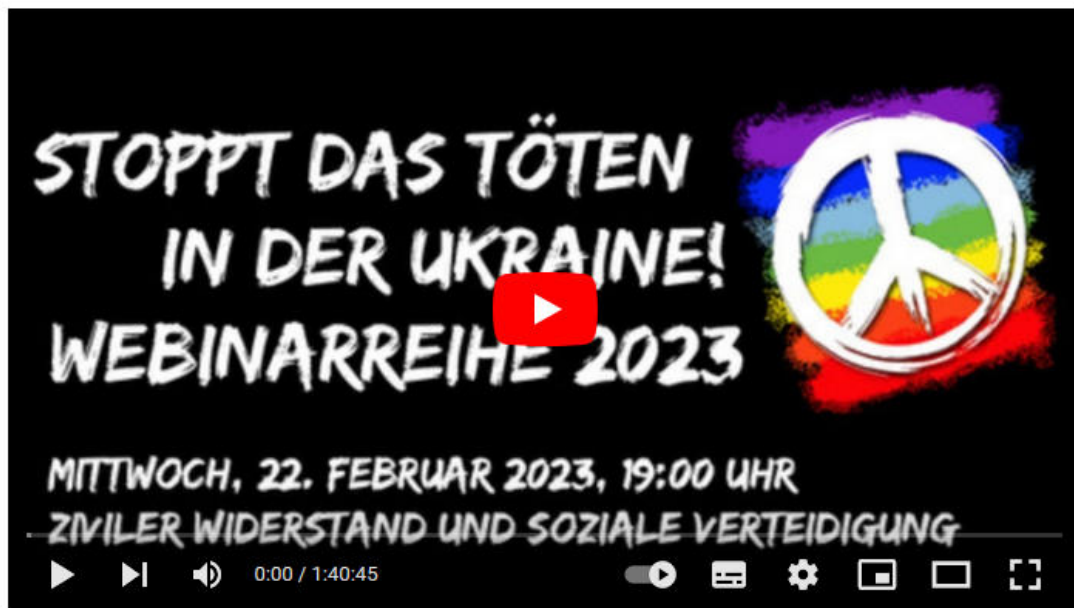 STOPPT DAS TÖTEN
IN DER UKRAINE!
WEBINARREIHE 2023
MITTWOCH, 22. FEBRUAR 2023, 19:00 UHR
ZIVILER WIDERSTAND UND SOZIALE VERTEIDIGUNG
0:00 / 1:40:45